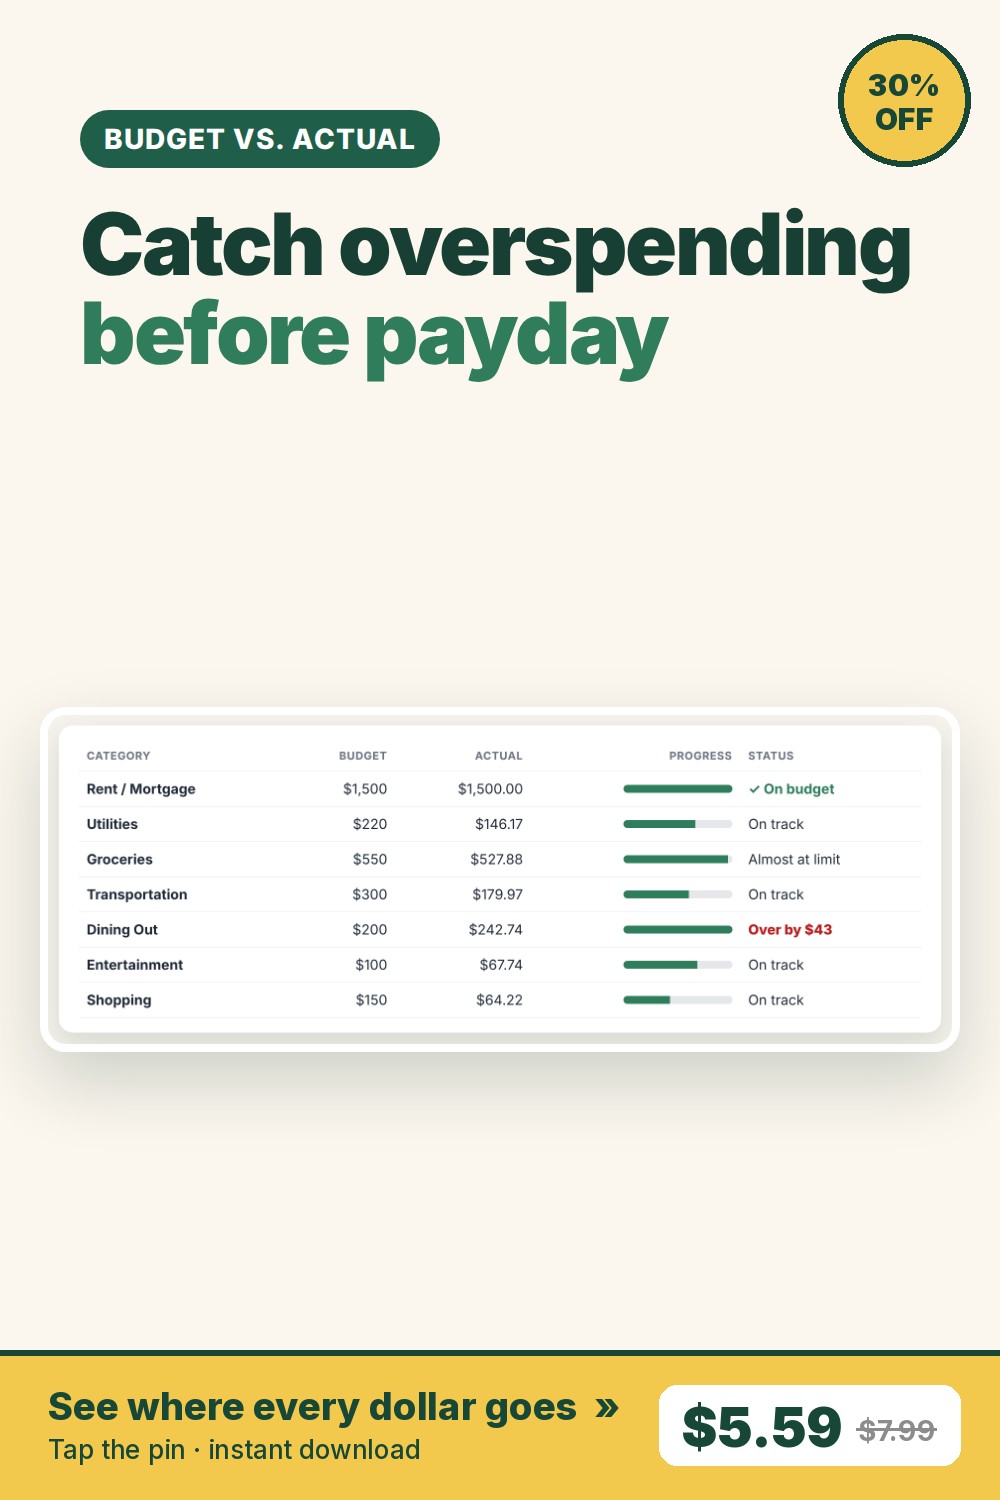 30%
OFF
BUDGET VS. ACTUAL
Catch overspending
before payday
CATEGORY BUDGET ACTUAL PROGRESS STATUS
Rent / Mortgage $1,500 $1,500.00 ✓ On budget
Utilities $220 $146.17 On track
Groceries $550 $527.88 Almost at limit
Transportation $300 $179.97 On track
Dining Out $200 $242.74 Over by $43
Entertainment $100 $67.74 On track
Shopping $150 $64.22 On track
See where every dollar goes »
Tap the pin · instant download
$5.59 $7.99